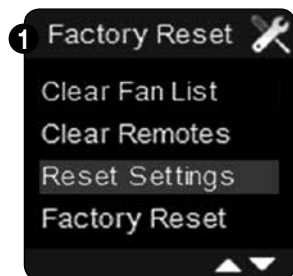 1 Factory Reset
Clear Fan List
Clear Remotes
Reset Settings
Factory Reset